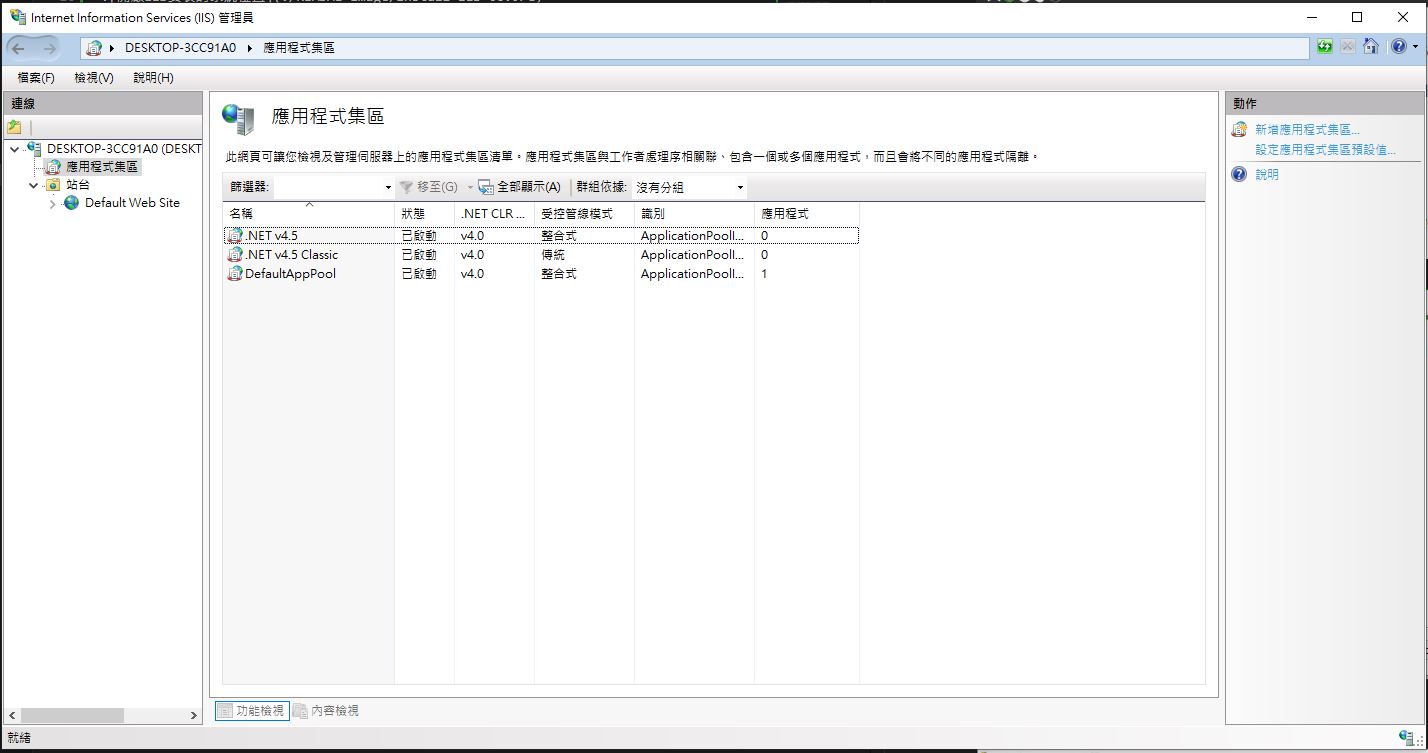 Internet Information Services (IIS) 管理員
DESKTOP-3CC91A0 應用程式集區
檔案(F) 檢視(V) 說明(H)
連線
DESKTOP-3CC91A0 (DESKT
應用程式集區
站台
Default Web Site
應用程式集區
此網頁可讓您檢視及管理伺服器上的應用程式集區清單。應用程式集區與工作者處理序相關聯、包含一個或多個應用程式，而且會將不同的應用程式隔離。
篩選器: 移至(G) 全部顯示(A) 群組依據: 沒有分組
名稱 狀態 .NET CLR ... 受控管線模式 識別 應用程式
.NET v4.5 已啟動 v4.0 整合式 ApplicationPoolI... 0
.NET v4.5 Classic 已啟動 v4.0 傳統 ApplicationPoolI... 0
DefaultAppPool 已啟動 v4.0 整合式 ApplicationPoolI... 1
功能檢視 內容檢視
動作
新增應用程式集區...
設定應用程式集區預設值...
說明
就緒